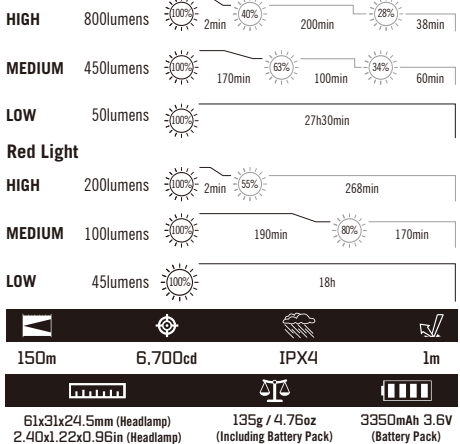 HIGH 800lumens 100% 2min 40% 200min 28% 38min
MEDIUM 450lumens 100% 170min 63% 100min 34% 60min
LOW 50lumens 100% 27h30min
Red Light
HIGH 200lumens 100% 2min 55% 268min
MEDIUM 100lumens 100% 190min 80% 170min
LOW 45lumens 100% 18h
150m 6,700cd IPX4 1m
61x31x24.5mm (Headlamp) 135g / 4.76oz 3350mAh 3.6V
2.40x1.22x0.96in (Headlamp) (Including Battery Pack) (Battery Pack)